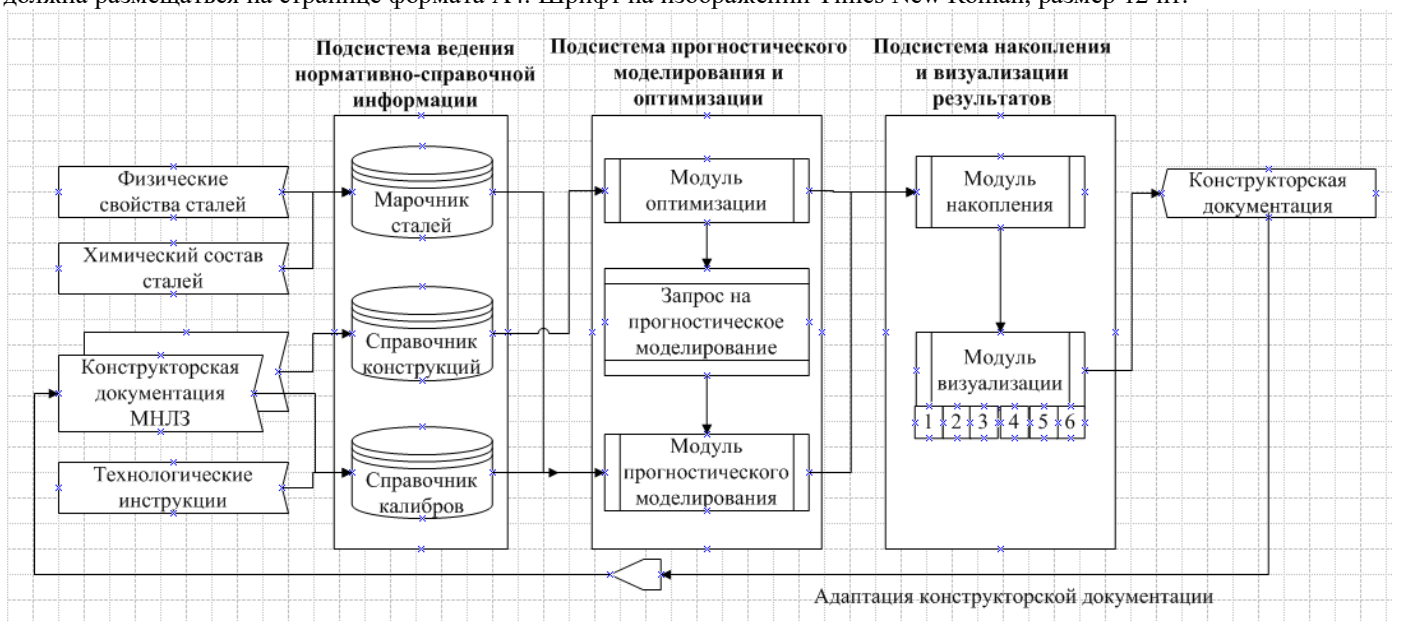 должна размещаться на странице формата А4. Шрифт на изображении Times New Roman, размер 12 пт.
Подсистема ведения
нормативно-справочной
информации
Подсистема прогностического
моделирования и
оптимизации
Подсистема накопления
и визуализации
результатов
Физические
свойства сталей
Химический состав
сталей
Конструкторская
документация
МНЛЗ
Технологические
инструкции
Марочник
сталей
Справочник
конструкций
Справочник
калибров
Модуль
оптимизации
Запрос на
прогностическое
моделирование
Модуль
прогностического
моделирования
Модуль
накопления
Модуль
визуализации
1 2 3 4 5 6
Конструкторская
документация
Адаптация конструкторской документации